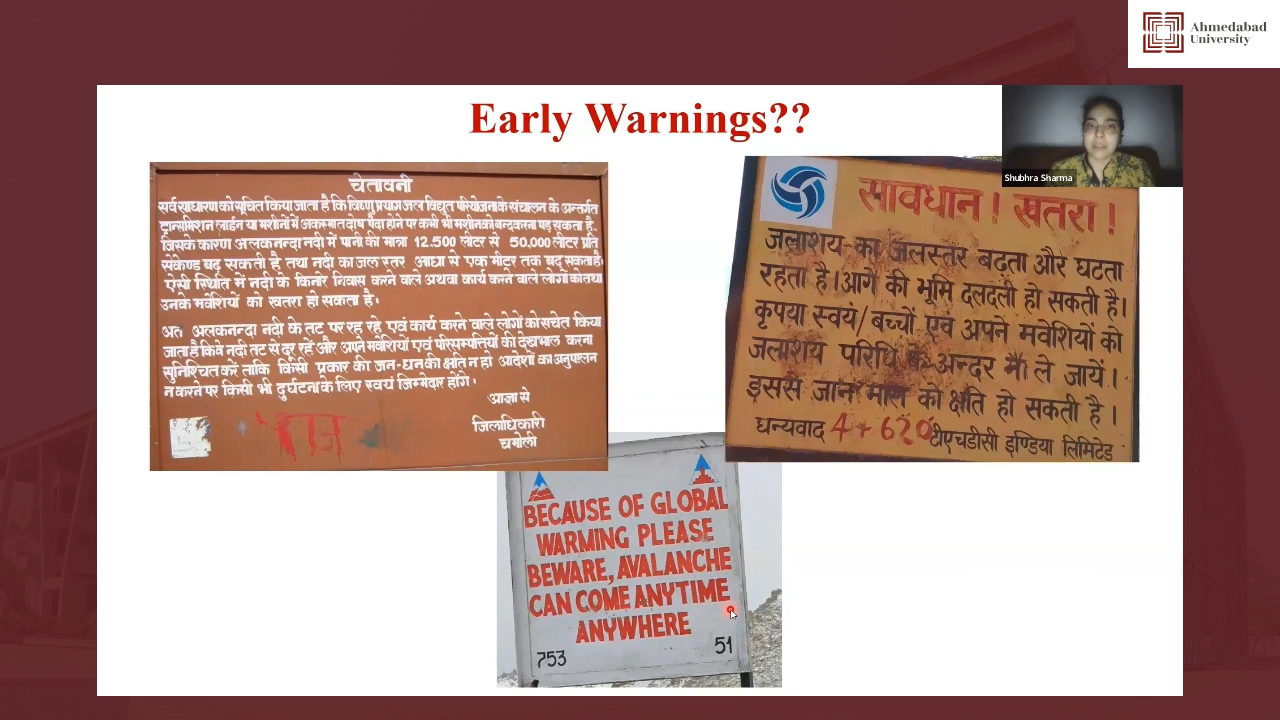 Ahmedabad
University
Early Warnings??
Shubhra Sharma
चेतावनी
सर्वसाधारण को सूचित किया जाता है कि विष्णुप्रयाग जल विद्युत परियोजना के संचालन के अन्तर्गत
ट्रान्समिशन लाईन या मशीनों में अकस्मात दोष पैदा होने पर कभी भी मशीन को बन्द करना पड़ सकता है,
जिसके कारण अलकनन्दा नदी में पानी की मात्रा 12.500 लीटर से 50,000 लीटर प्रति
सेकेण्ड बढ़ सकती है तथा नदी का जल स्तर आधा से एक मीटर तक बढ़ सकता है।
ऐसी स्थिति में नदी के किनारे निवास करने वाले अथवा कार्य करने वाले लोगों का तथा
उनके मवेशियों को खतरा हो सकता है।
अतः अलकनन्दा नदी के तट पर रह रहे एवं कार्य करने वाले लोगों को सचेत किया
जाता है कि वे नदी तट से दूर रहें और अपने मवेशियों एवं परिसम्पत्तियों की देखभाल करना
सुनिश्चित करें ताकि किसी प्रकार की जन-धन की क्षति न हो आदेशों का अनुपालन
न करने पर किसी भी दुर्घटना के लिए स्वयं जिम्मेदार होंगे।
आज्ञा से
जिलाधिकारी
चमोली
सावधान! खतरा!
जलाशय का जलस्तर बढ़ता और घटता
रहता है। आगे की भूमि दलदली हो सकती है।
कृपया स्वयं/बच्चों एवं अपने मवेशियों को
जलाशय परिधि के अन्दर ना ले जायें।
इससे जान माल की क्षति हो सकती है।
धन्यवाद 4+620 टीएचडीसी इण्डिया लिमिटेड
BECAUSE OF GLOBAL
WARMING PLEASE
BEWARE, AVALANCHE
CAN COME ANYTIME
ANYWHERE
753 51